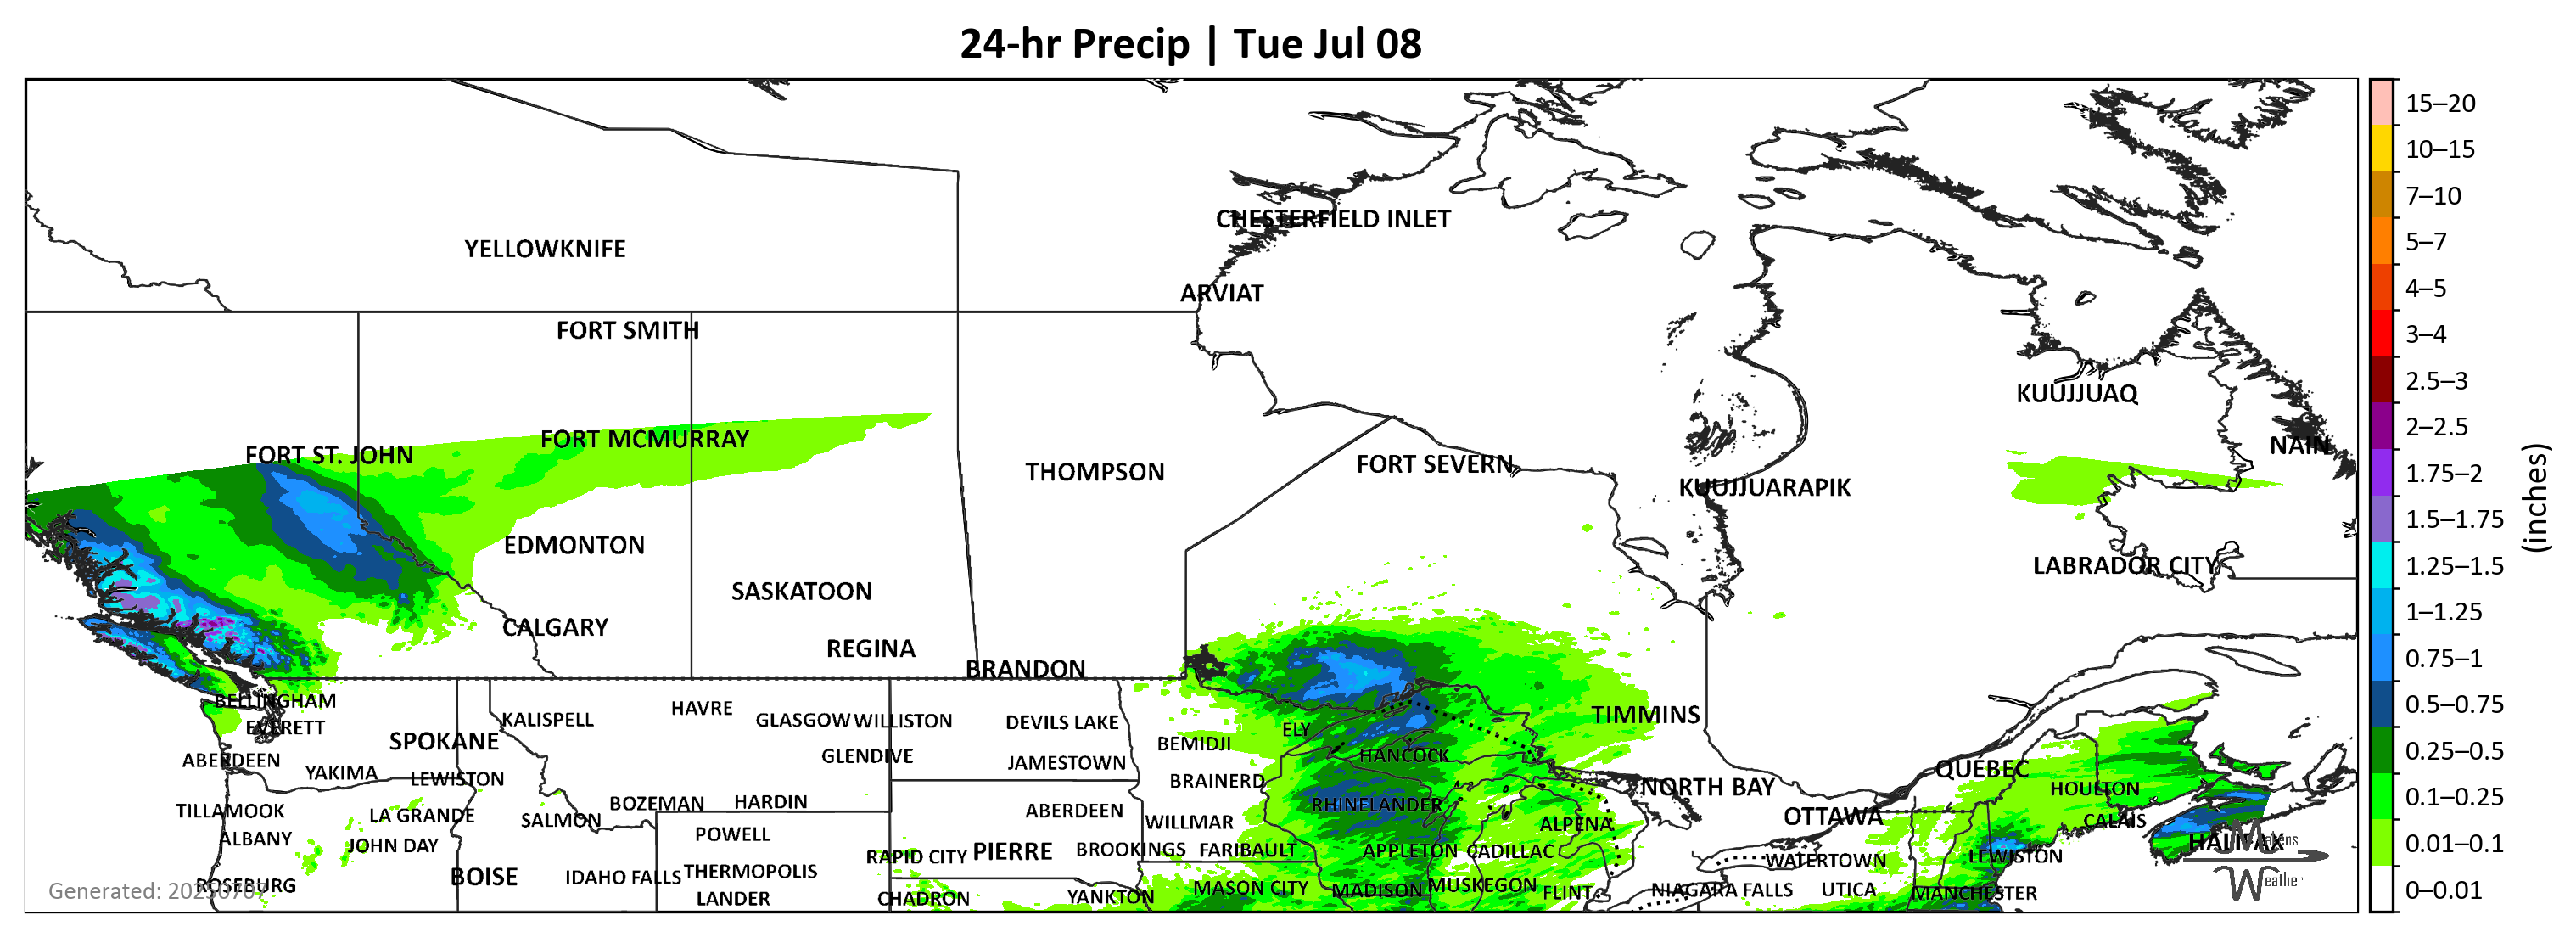 24-hr Precip | Tue Jul 08
YELLOWKNIFE
CHESTERFIELD INLET
ARVIAT
FORT SMITH
KUUJJUAQ
FORT MCMURRAY
NAIN
FORT ST. JOHN
FORT SEVERN
THOMPSON
KUUJJUARAPIK
EDMONTON
LABRADOR CITY
SASKATOON
CALGARY
REGINA
BRANDON
BELLINGHAM
HAVRE
KALISPELL
GLASGOW WILLISTON
DEVILS LAKE
TIMMINS
EVERETT
ELY
SPOKANE
BEMIDJI
GLENDIVE
HANCOCK
ABERDEEN
JAMESTOWN
QUÉBEC
YAKIMA
LEWISTON
BRAINERD
NORTH BAY
HOULTON
BOZEMAN
HARDIN
RHINELANDER
TILLAMOOK
LA GRANDE
SALMON
ABERDEEN
WILLMAR
ALPENA
OTTAWA
CALAIS
ALBANY
JOHN DAY
POWELL
HALIFAX
RAPID CITY
PIERRE
BROOKINGS
FARIBAULT
APPLETON
CADILLAC
WATERTOWN
LEWISTON
BOISE
IDAHO FALLS
THERMOPOLIS
ROSEBURG
MASON CITY
MADISON
MUSKEGON
FLINT
NIAGARA FALLS
UTICA
MANCHESTER
LANDER
CHADRON
YANKTON
Generated: 20250707
Weather
15–20
10–15
7–10
5–7
4–5
3–4
2.5–3
2–2.5
1.75–2
1.5–1.75
1.25–1.5
1–1.25
0.75–1
0.5–0.75
0.25–0.5
0.1–0.25
0.01–0.1
0–0.01
(inches)